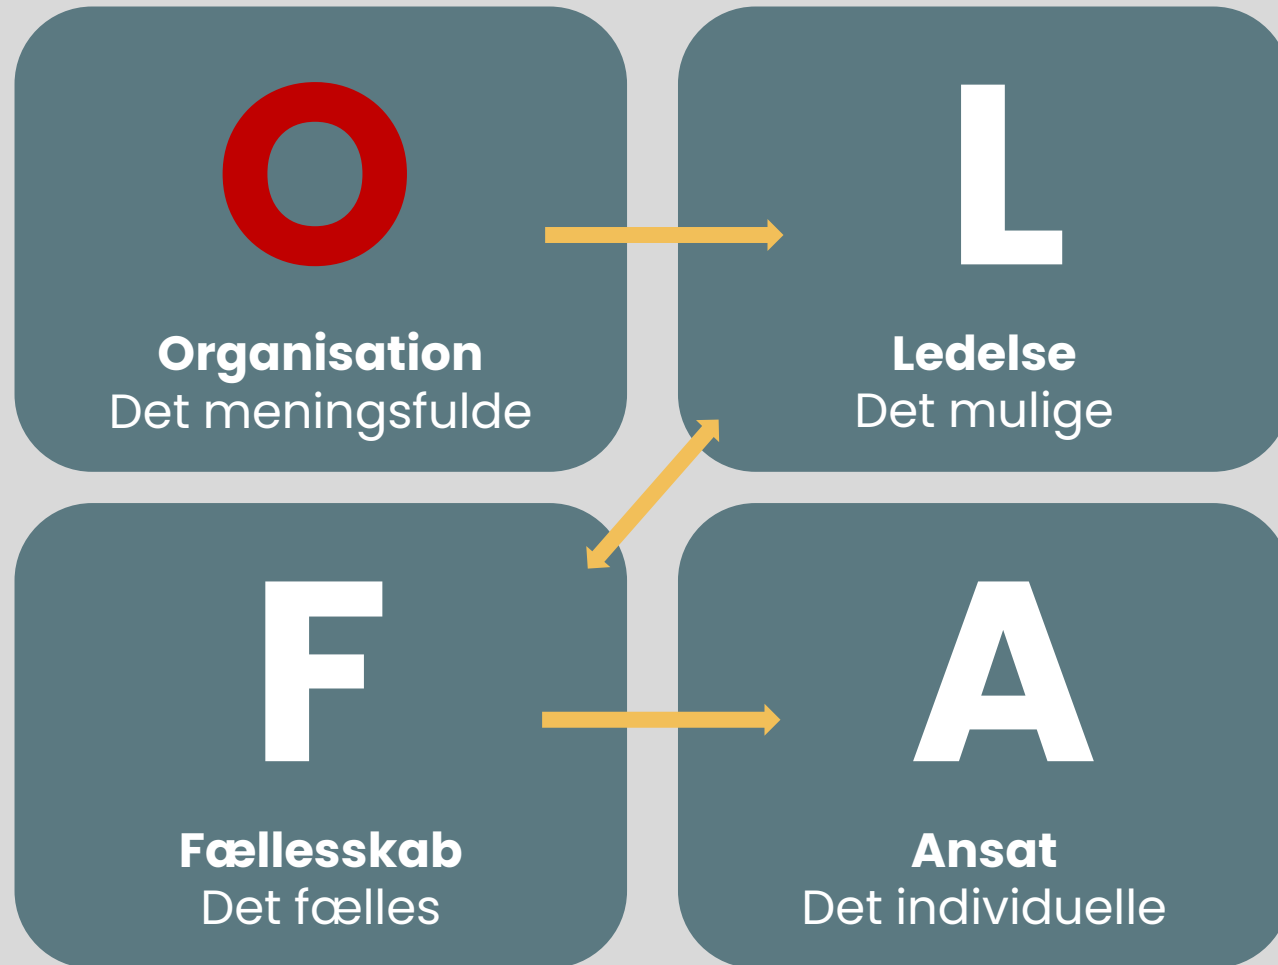 O
Organisation
Det meningsfulde
L
Ledelse
Det mulige
F
Fællesskab
Det fælles
A
Ansat
Det individuelle